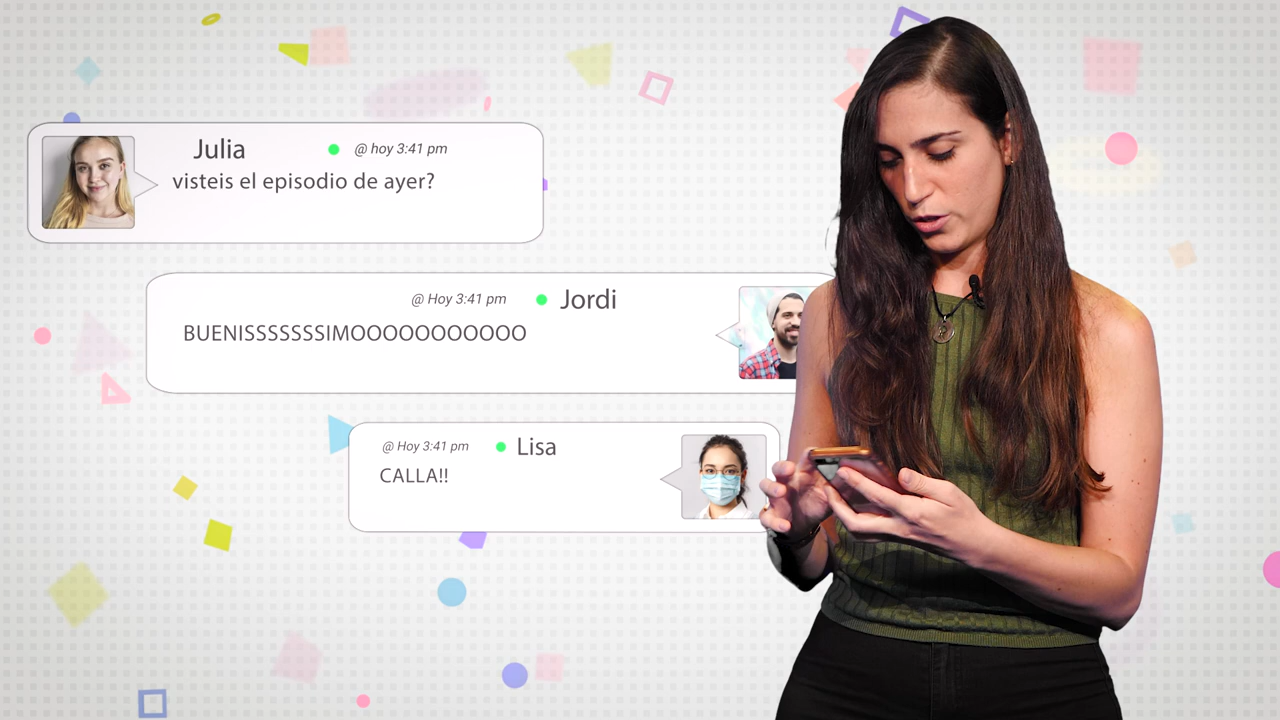 Julia @ hoy 3:41 pm
visteis el episodio de ayer?
@ Hoy 3:41 pm Jordi
BUENISSSSSSSIMOOOOOOOOOOO
@ Hoy 3:41 pm Lisa
CALLA!!